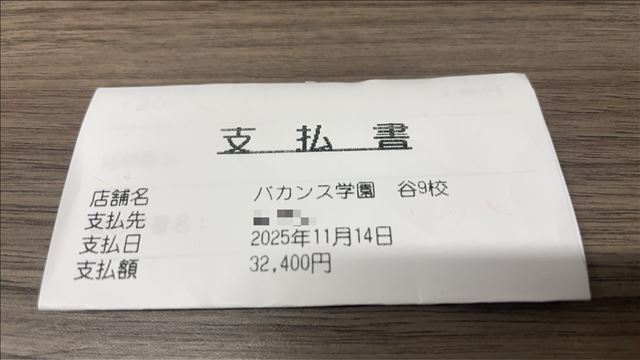 支払書
店舗名 バカンス学園 谷9校
支払先
支払日 2025年11月14日
支払額 32,400円